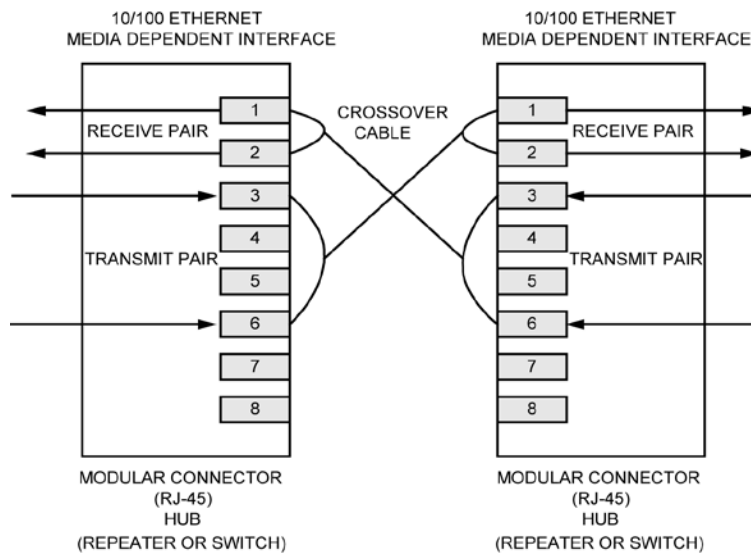 10/100 ETHERNET
MEDIA DEPENDENT INTERFACE
10/100 ETHERNET
MEDIA DEPENDENT INTERFACE
1
RECEIVE PAIR
2
3
4
TRANSMIT PAIR
5
6
7
8
CROSSOVER
CABLE
1
RECEIVE PAIR
2
3
4
TRANSMIT PAIR
5
6
7
8
MODULAR CONNECTOR
(RJ-45)
HUB
(REPEATER OR SWITCH)
MODULAR CONNECTOR
(RJ-45)
HUB
(REPEATER OR SWITCH)